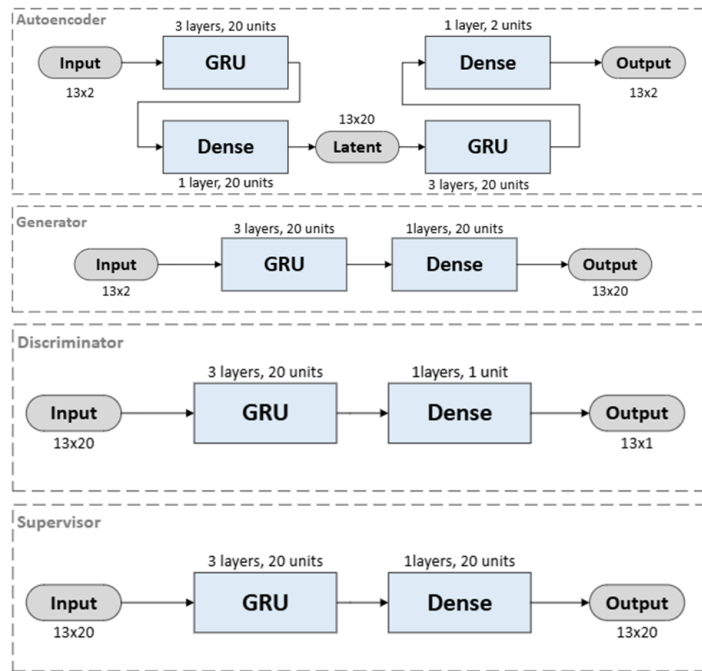 Autoencoder
3 layers, 20 units
1 layer, 2 units
Input
GRU
Dense
Output
13x2
13x2
13x20
Dense
Latent
GRU
1 layer, 20 units
3 layers, 20 units
Generator
3 layers, 20 units
1layers, 20 units
Input
GRU
Dense
Output
13x2
13x20
Discriminator
3 layers, 20 units
1layers, 1 unit
Input
GRU
Dense
Output
13x20
13x1
Supervisor
3 layers, 20 units
1layers, 20 units
Input
GRU
Dense
Output
13x20
13x20